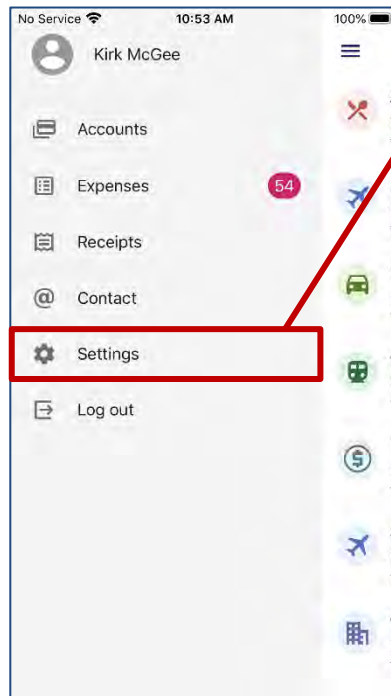 No Service 10:53 AM 100%
Kirk McGee
Accounts
Expenses 54
Receipts
@ Contact
Settings
Log out